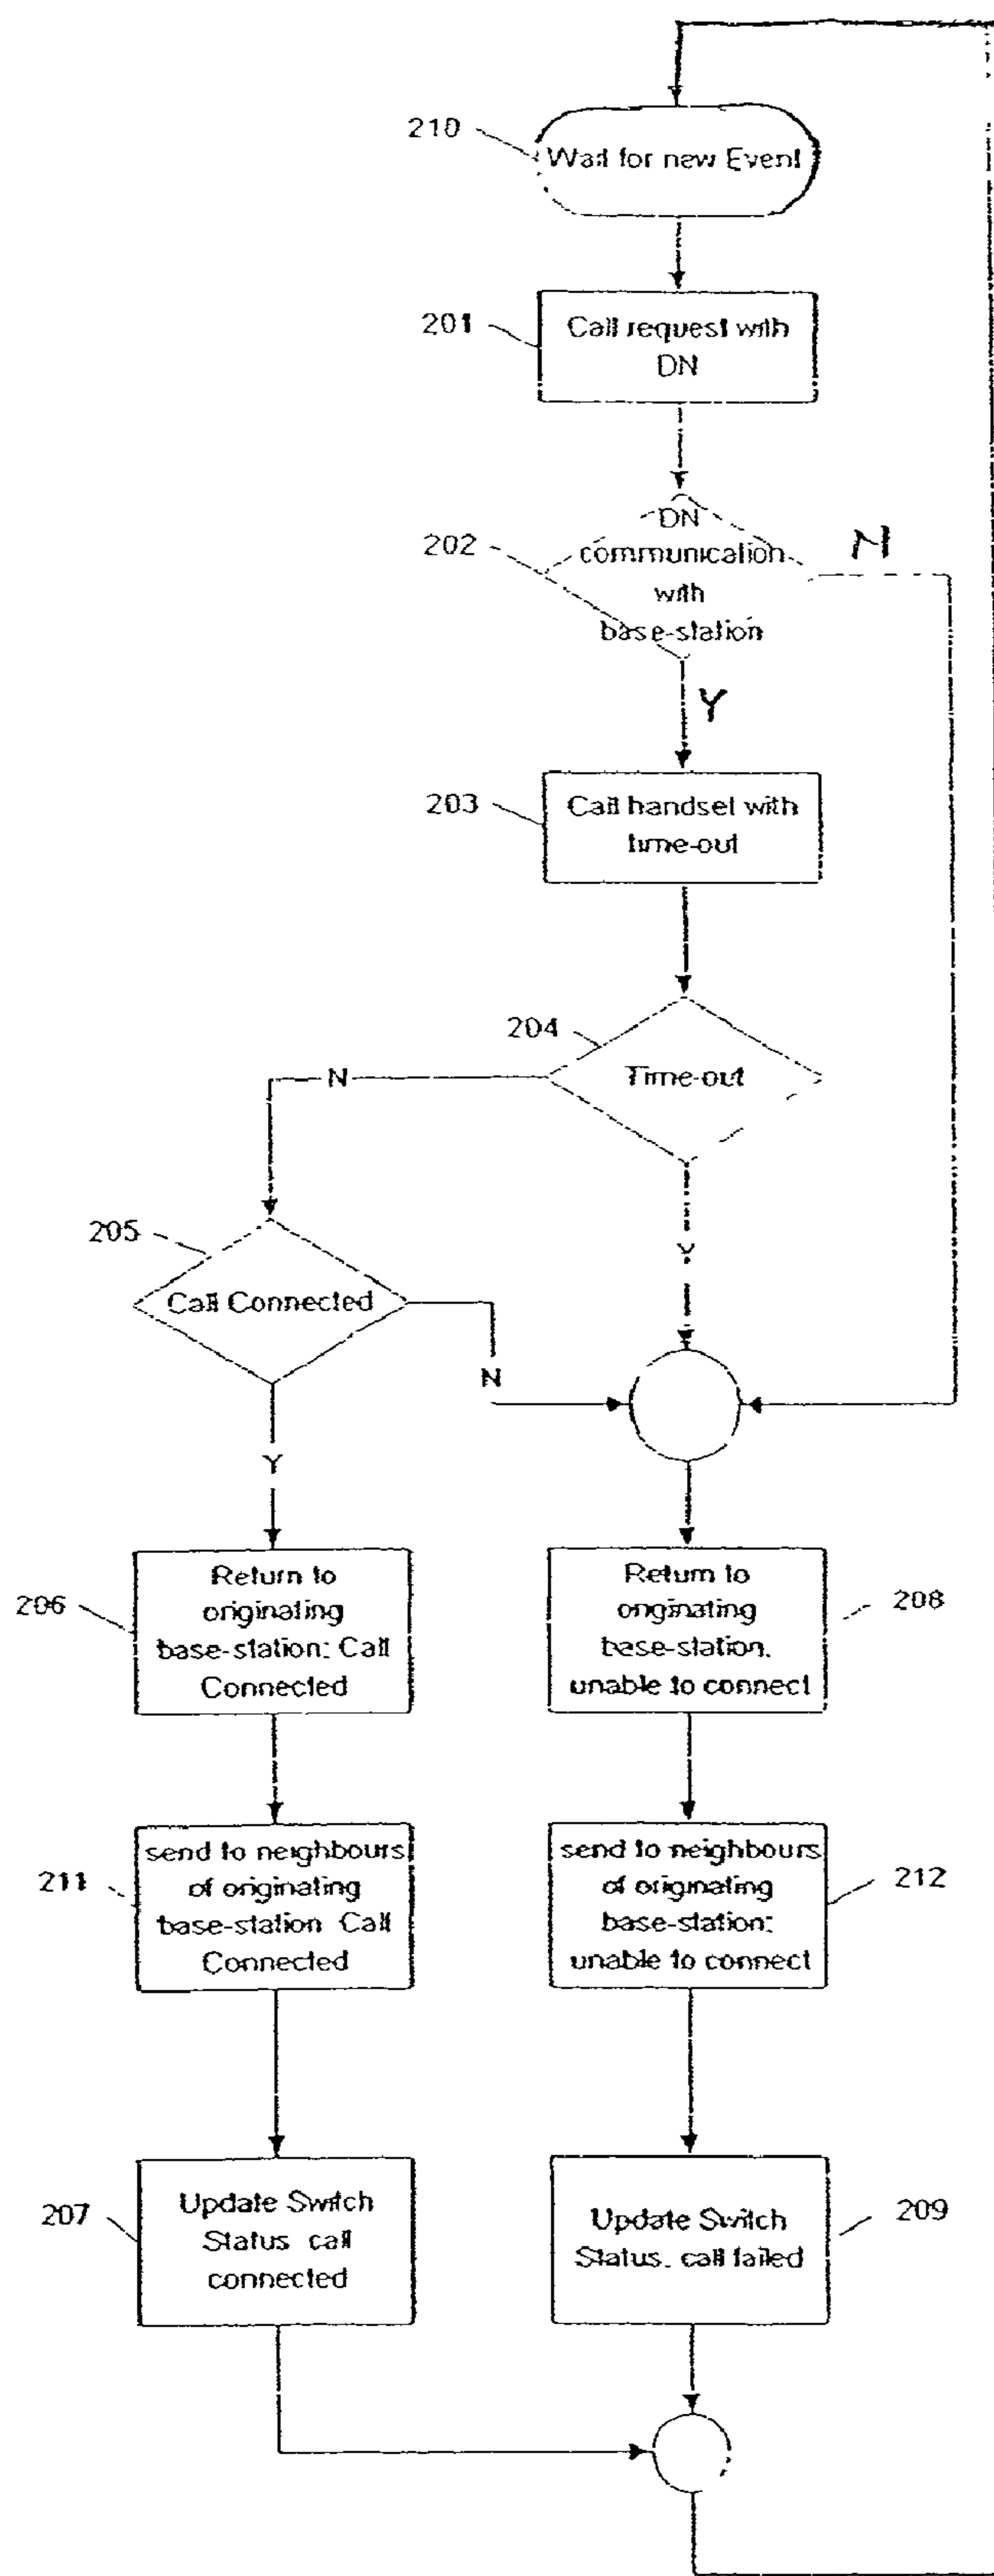 210
Wait for new Event
201
Call request with
DN
202
DN
communication
with
base-station
N
Y
203
Call handset with
time-out
204
Time-out
N
Y
205
Call Connected
N
Y
206
Return to
originating
base-station: Call
Connected
Return to
originating
base-station.
unable to connect
208
211
send to neighbours
of originating
base-station Call
Connected
send to neighbours
of originating
base-station:
unable to connect
212
207
Update Switch
Status call
connected
Update Switch
Status. call failed
209